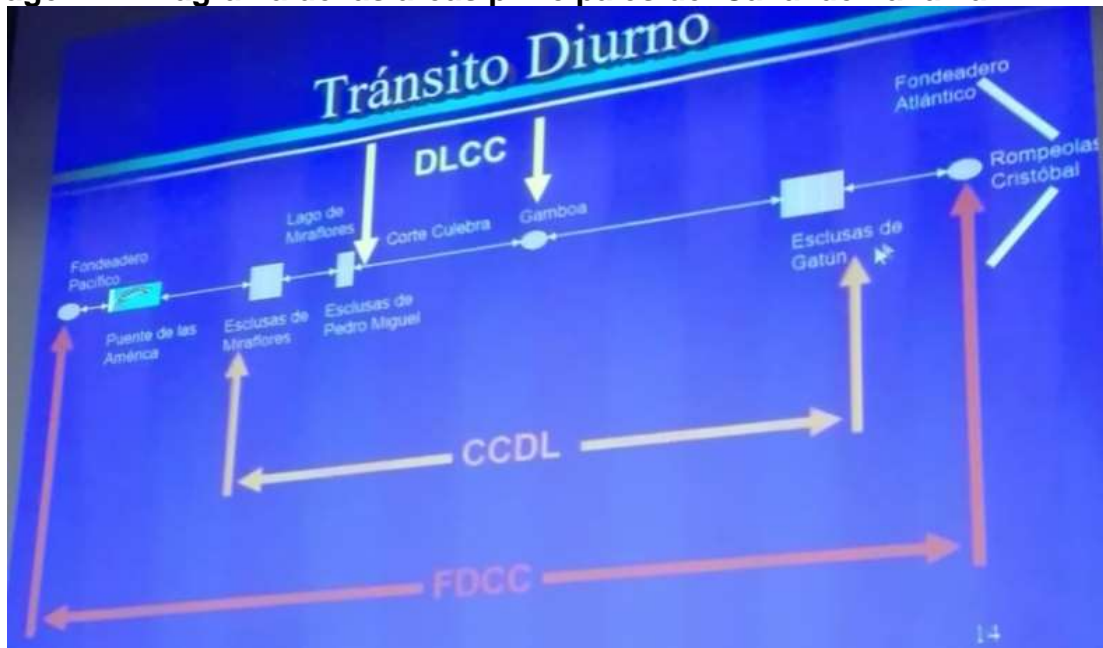 Tránsito Diurno
Fondeadero
Atlántico
DLCC
Rompeolas
Cristóbal
Lago de
Miraflores
Corte Culebra
Gamboa
Esclusas de
Gatún
Fondeadero
Pacífico
Puente de las
América
Esclusas de
Miraflores
Esclusas de
Pedro Miguel
CCDL
FDCC
14